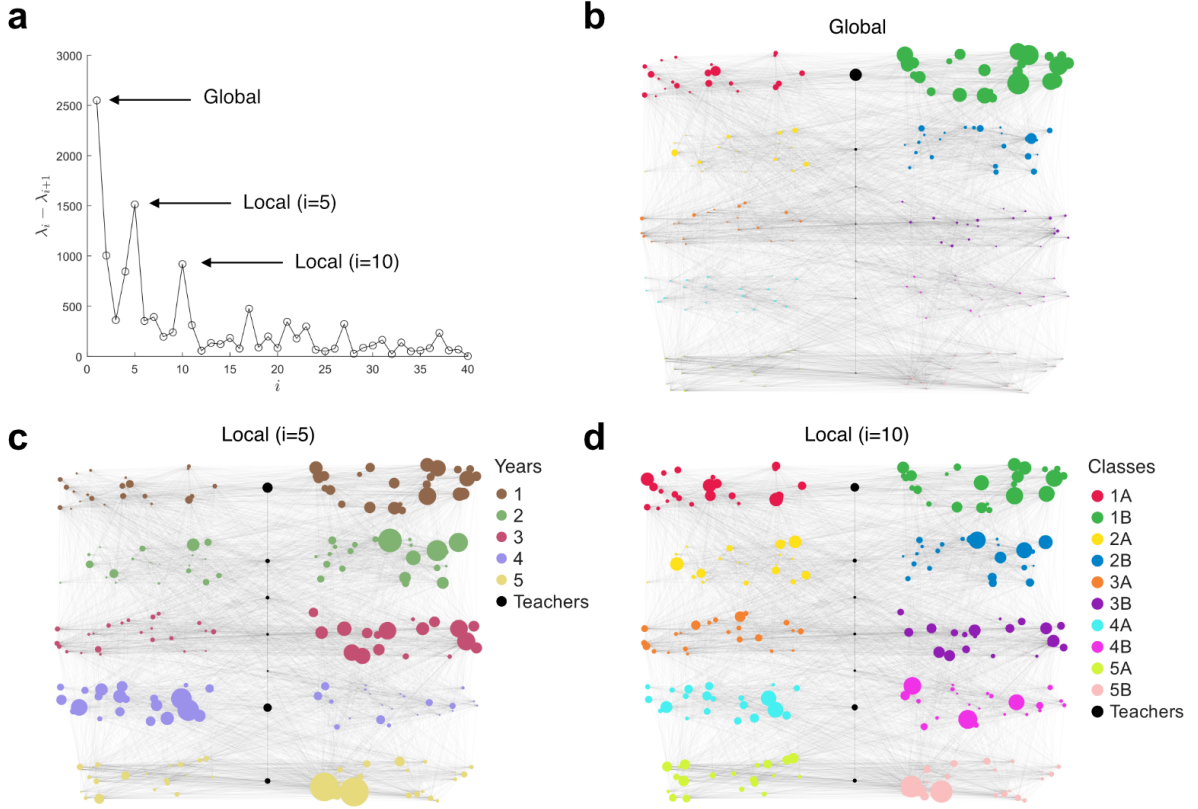 a
3000
2500
2000
1500
1000
500
0
0 5 10 15 20 25 30 35 40
λi − λi+1
i
Global
Local (i=5)
Local (i=10)
b
Global
c
Local (i=5)
Years
1
2
3
4
5
Teachers
d
Local (i=10)
Classes
1A
1B
2A
2B
3A
3B
4A
4B
5A
5B
Teachers